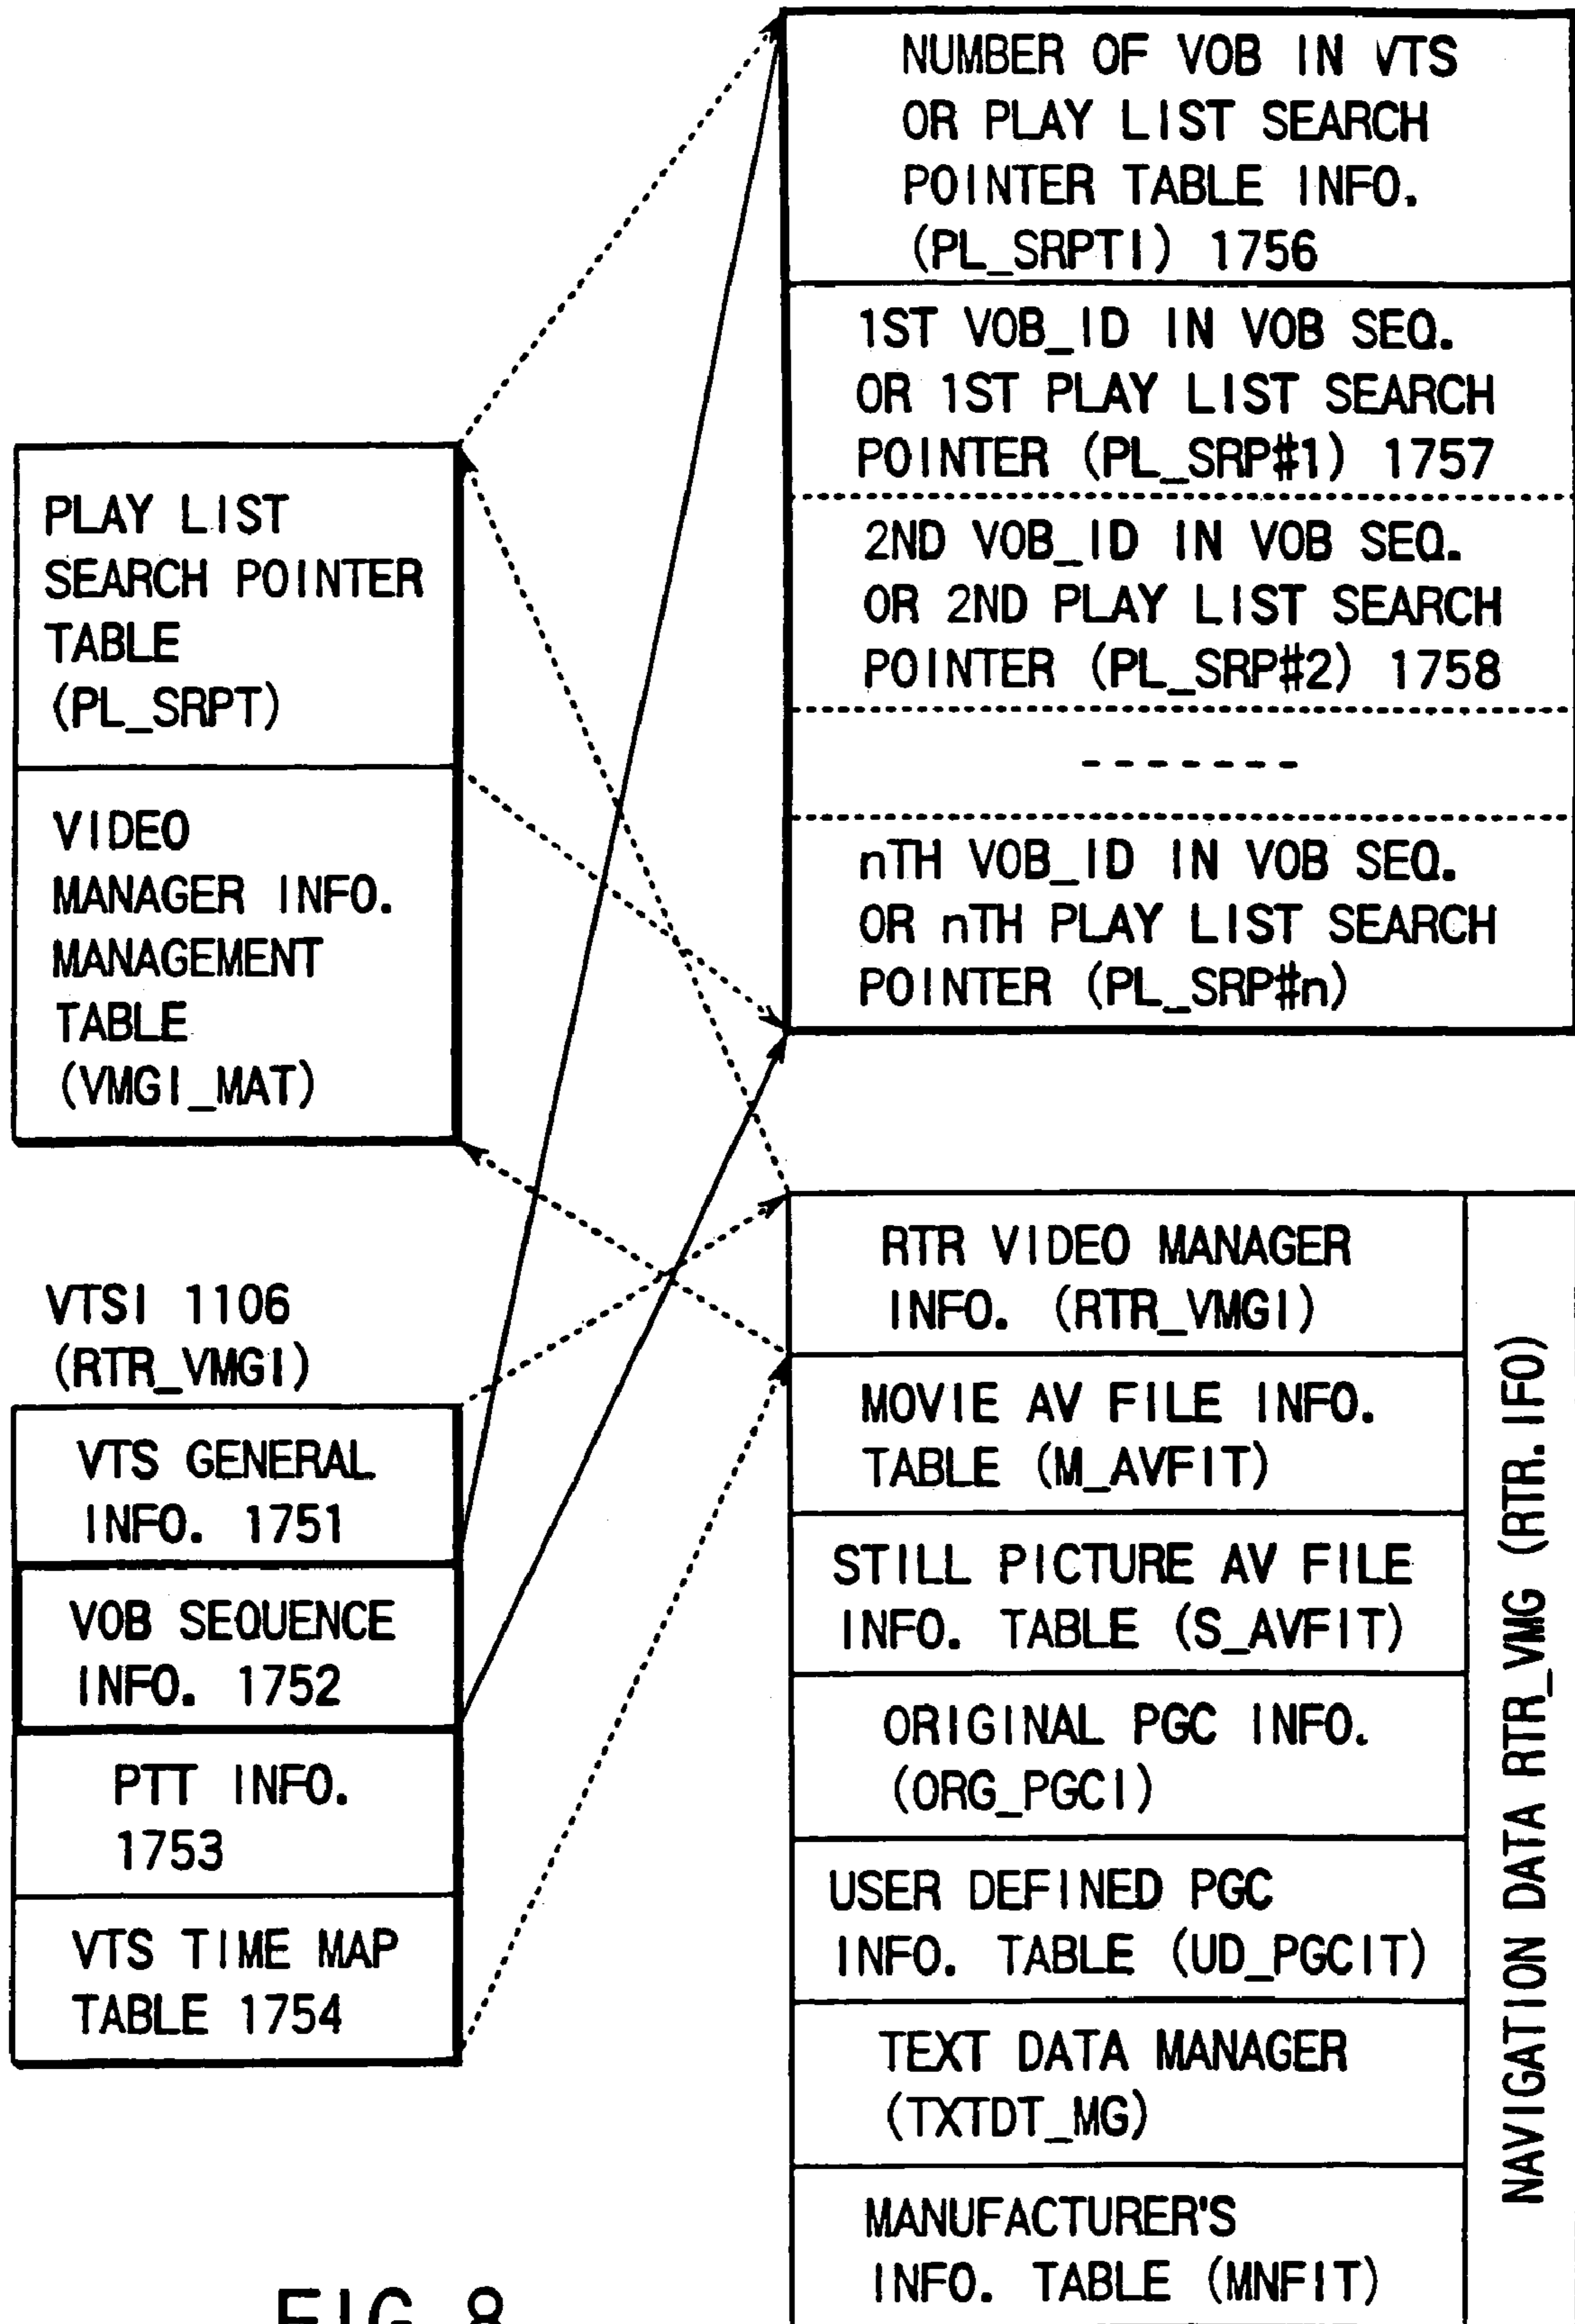 NUMBER OF VOB IN VTS
OR PLAY LIST SEARCH
POINTER TABLE INFO.
(PL_SRPTI) 1756
1ST VOB_ID IN VOB SEQ.
OR 1ST PLAY LIST SEARCH
POINTER (PL_SRP#1) 1757
2ND VOB_ID IN VOB SEQ.
OR 2ND PLAY LIST SEARCH
POINTER (PL_SRP#2) 1758
-------
nTH VOB_ID IN VOB SEQ.
OR nTH PLAY LIST SEARCH
POINTER (PL_SRP#n)
PLAY LIST
SEARCH POINTER
TABLE
(PL_SRPT)
VIDEO
MANAGER INFO.
MANAGEMENT
TABLE
(VMGI_MAT)
VTSI 1106
(RTR_VMGI)
VTS GENERAL
INFO. 1751
VOB SEQUENCE
INFO. 1752
PTT INFO.
1753
VTS TIME MAP
TABLE 1754
RTR VIDEO MANAGER
INFO. (RTR_VMGI)
MOVIE AV FILE INFO.
TABLE (M_AVFIT)
STILL PICTURE AV FILE
INFO. TABLE (S_AVFIT)
ORIGINAL PGC INFO.
(ORG_PGCI)
USER DEFINED PGC
INFO. TABLE (UD_PGCIT)
TEXT DATA MANAGER
(TXTDT_MG)
MANUFACTURER'S
INFO. TABLE (MNFIT)
NAVIGATION DATA RTR_VMG (RTR.IFO)
FIG. 8